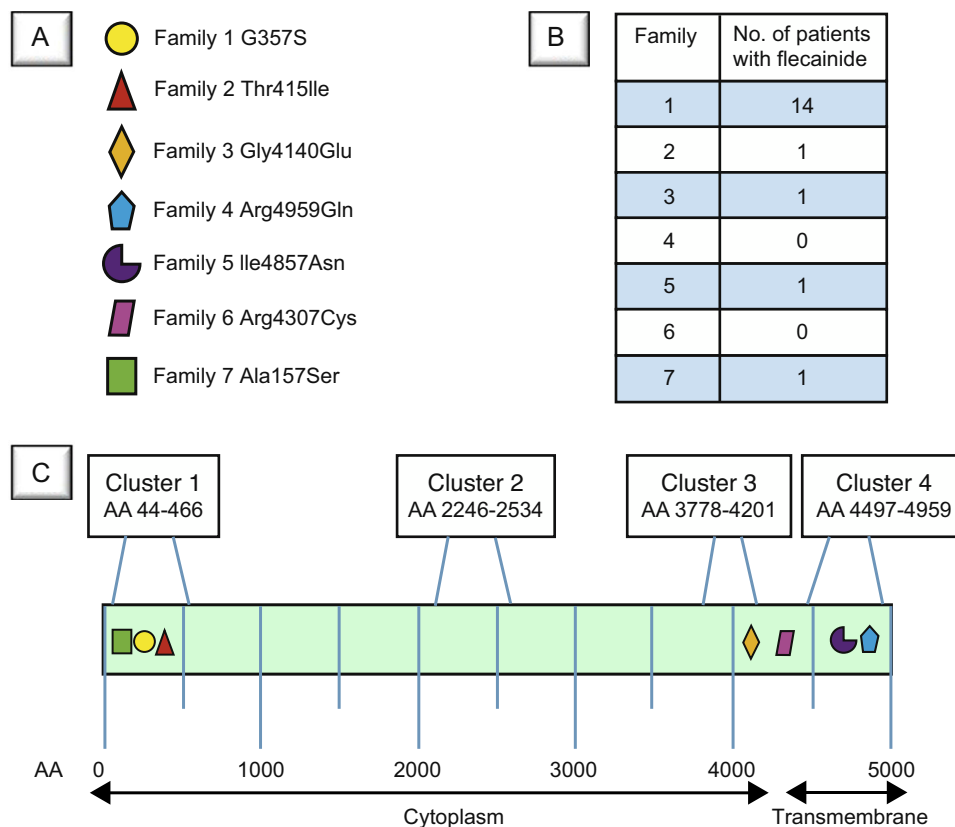 A
Family 1 G357S
Family 2 Thr415Ile
Family 3 Gly4140Glu
Family 4 Arg4959Gln
Family 5 Ile4857Asn
Family 6 Arg4307Cys
Family 7 Ala157Ser
B
Family No. of patients
with flecainide
1 14
2 1
3 1
4 0
5 1
6 0
7 1
C
Cluster 1
AA 44-466
Cluster 2
AA 2246-2534
Cluster 3
AA 3778-4201
Cluster 4
AA 4497-4959
AA 0 1000 2000 3000 4000 5000
Cytoplasm Transmembrane